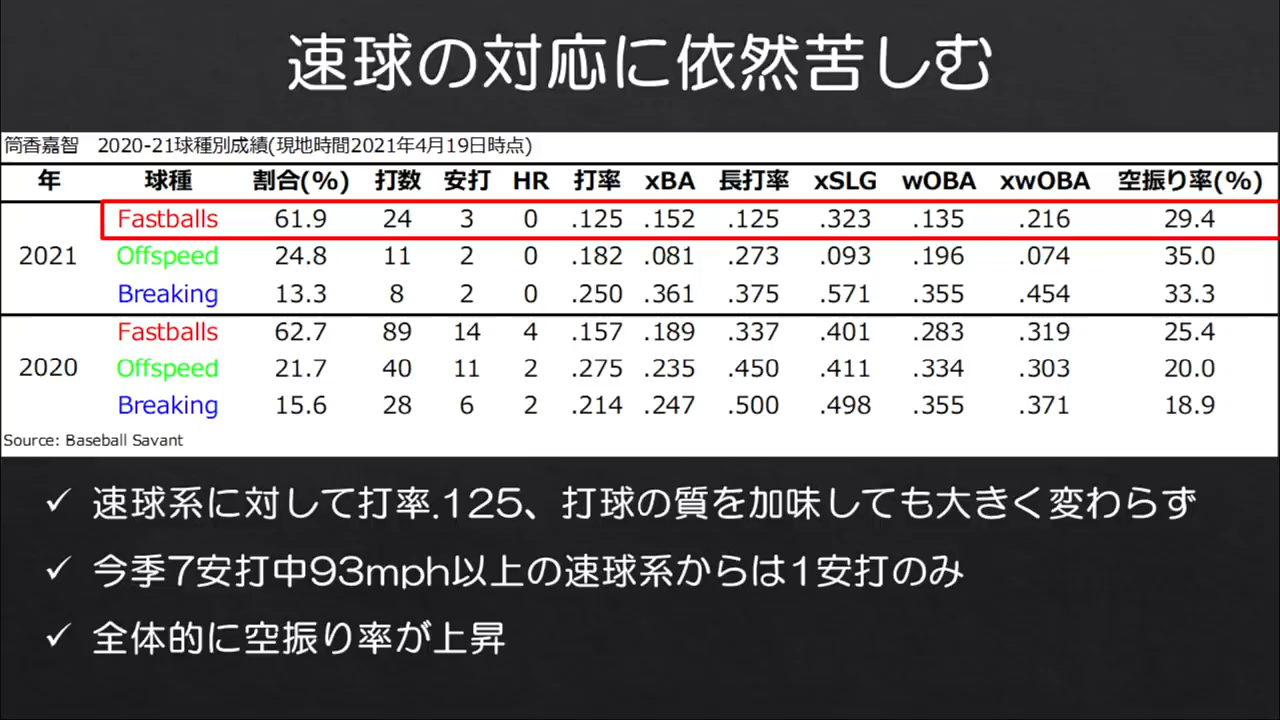 速球の対応に依然苦しむ
筒香嘉智 2020-21球種別成績(現地時間2021年4月19日時点)
年 球種 割合(%) 打数 安打 HR 打率 xBA 長打率 xSLG wOBA xwOBA 空振り率(%)
Fastballs 61.9 24 3 0 .125 .152 .125 .323 .135 .216 29.4
2021 Offspeed 24.8 11 2 0 .182 .081 .273 .093 .196 .074 35.0
Breaking 13.3 8 2 0 .250 .361 .375 .571 .355 .454 33.3
Fastballs 62.7 89 14 4 .157 .189 .337 .401 .283 .319 25.4
2020 Offspeed 21.7 40 11 2 .275 .235 .450 .411 .334 .303 20.0
Breaking 15.6 28 6 2 .214 .247 .500 .498 .355 .371 18.9
Source: Baseball Savant
✓ 速球系に対して打率.125、打球の質を加味しても大きく変わらず
✓ 今季7安打中93mph以上の速球系からは1安打のみ
✓ 全体的に空振り率が上昇